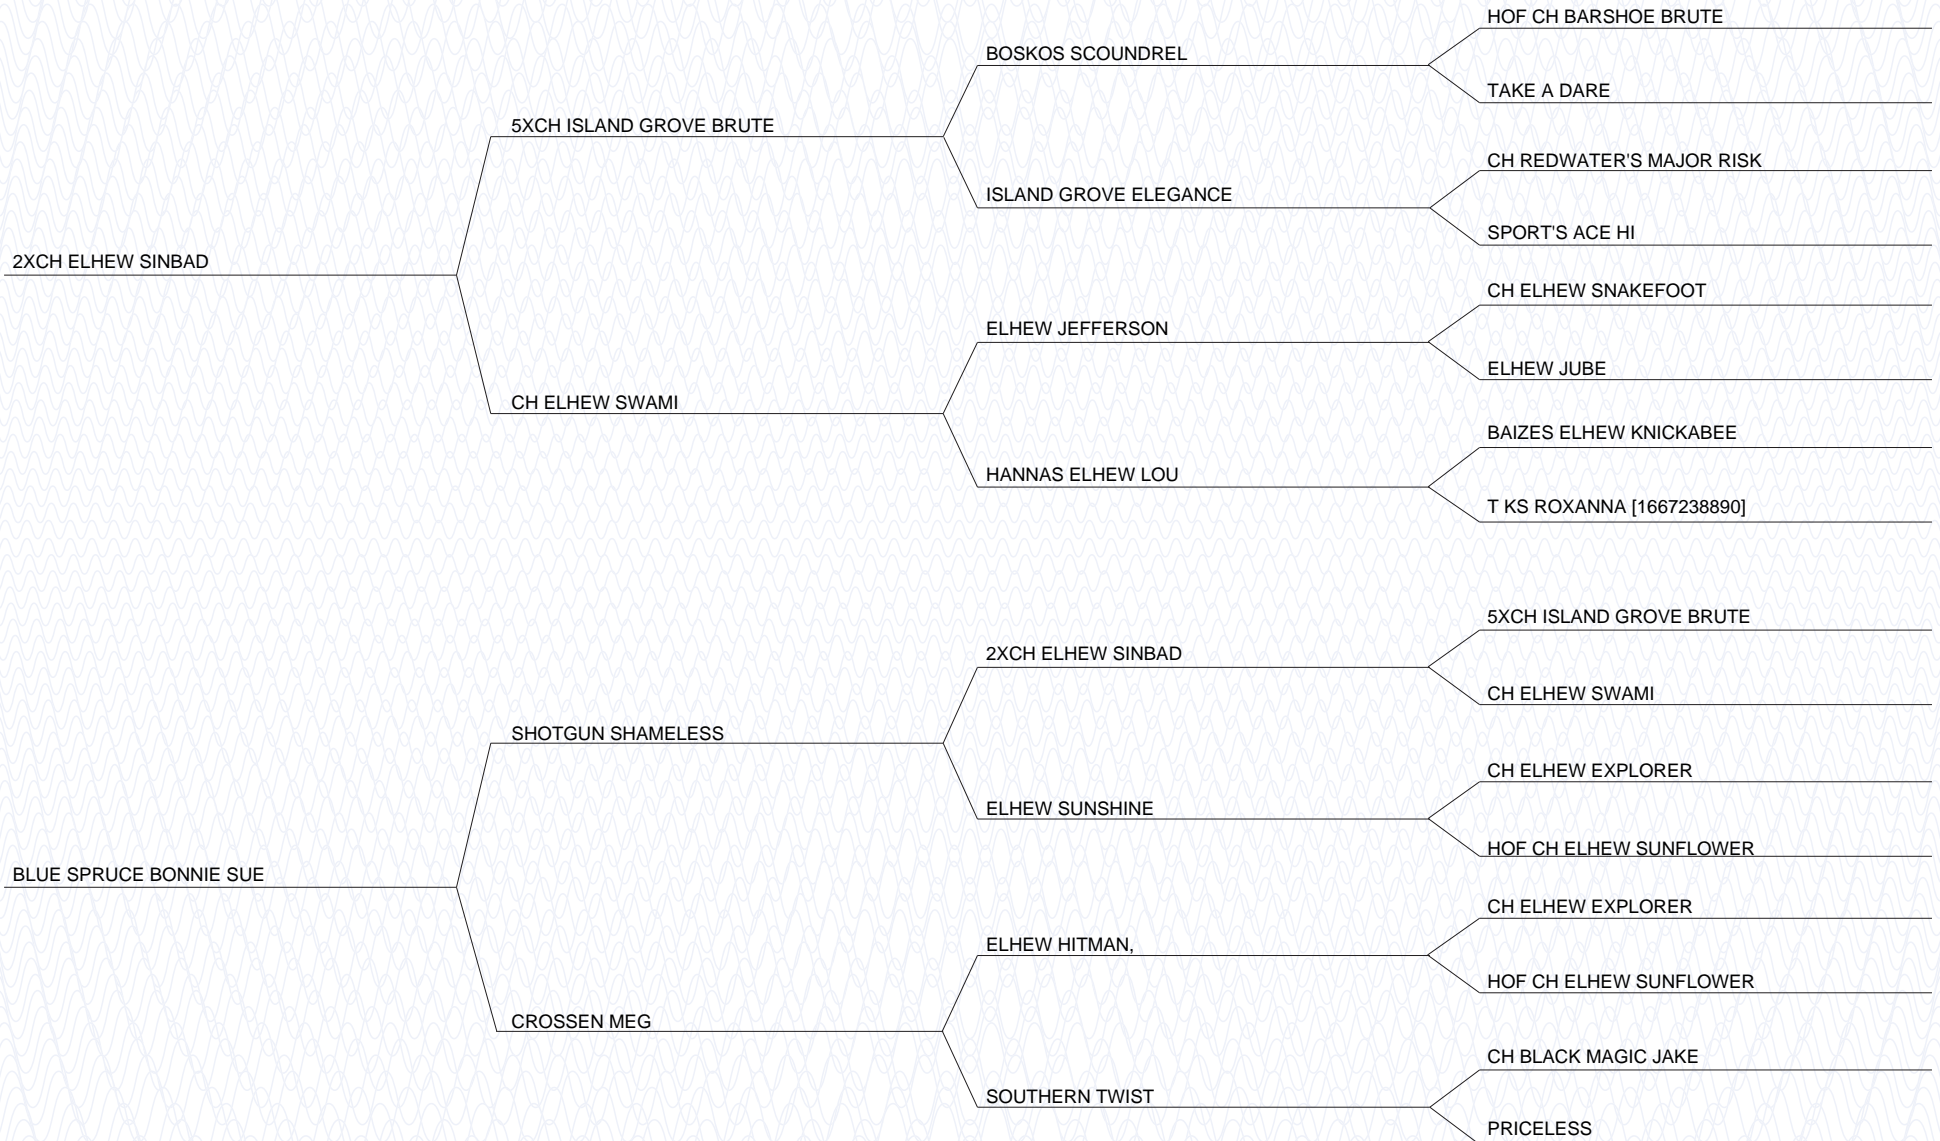 HOF CH BARSHOE BRUTE
BOSKOS SCOUNDREL
TAKE A DARE
5XCH ISLAND GROVE BRUTE
CH REDWATER'S MAJOR RISK
ISLAND GROVE ELEGANCE
SPORT'S ACE HI
2XCH ELHEW SINBAD
CH ELHEW SNAKEFOOT
ELHEW JEFFERSON
ELHEW JUBE
CH ELHEW SWAMI
BAIZES ELHEW KNICKABEE
HANNAS ELHEW LOU
T KS ROXANNA [1667238890]
5XCH ISLAND GROVE BRUTE
2XCH ELHEW SINBAD
CH ELHEW SWAMI
SHOTGUN SHAMELESS
CH ELHEW EXPLORER
ELHEW SUNSHINE
HOF CH ELHEW SUNFLOWER
BLUE SPRUCE BONNIE SUE
CH ELHEW EXPLORER
ELHEW HITMAN,
HOF CH ELHEW SUNFLOWER
CROSSEN MEG
CH BLACK MAGIC JAKE
SOUTHERN TWIST
PRICELESS